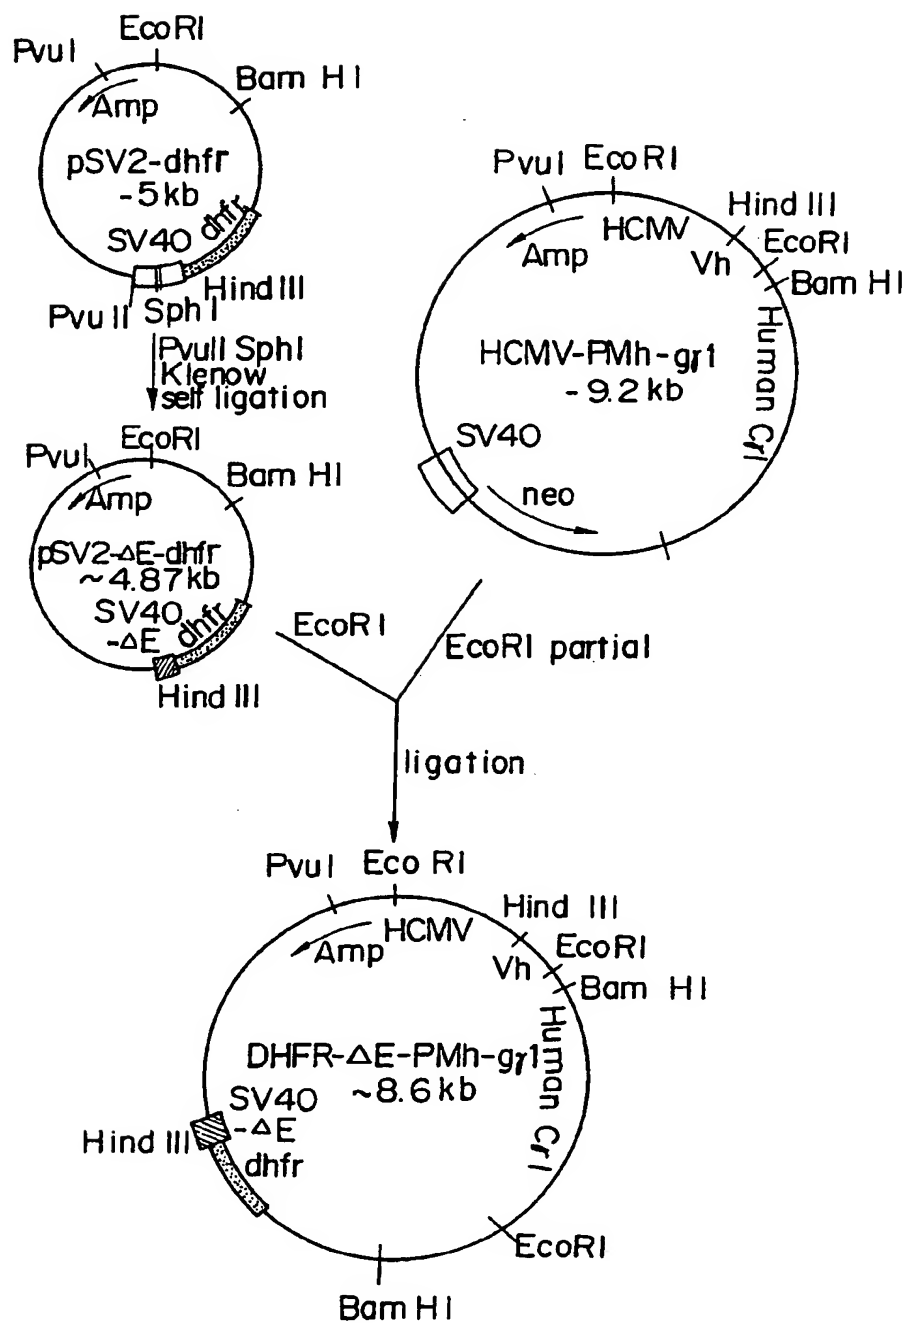 EcoRI
PvuI
Bam HI
Amp
pSV2-dhfr
-5kb
dhfr
SV40
Hind III
PvuII SphI
PvuII SphI
Klenow
self ligation
EcoRI
PvuI
Bam HI
Amp
pSV2-ΔE-dhfr
~4.87kb
SV40
-ΔE
dhfr
Hind III
PvuI EcoRI
Hind III
HCMV
EcoRI
Amp
Vh
Bam HI
HCMV-PMh-gγ1
-9.2kb
Human CγI
SV40
neo
EcoRI
EcoRI partial
ligation
PvuI Eco RI
Hind III
HCMV
EcoRI
Amp
Vh
Bam HI
DHFR-ΔE-PMh-gγ1
~8.6kb
Human CγI
SV40
-ΔE
Hind III
dhfr
EcoRI
Bam HI